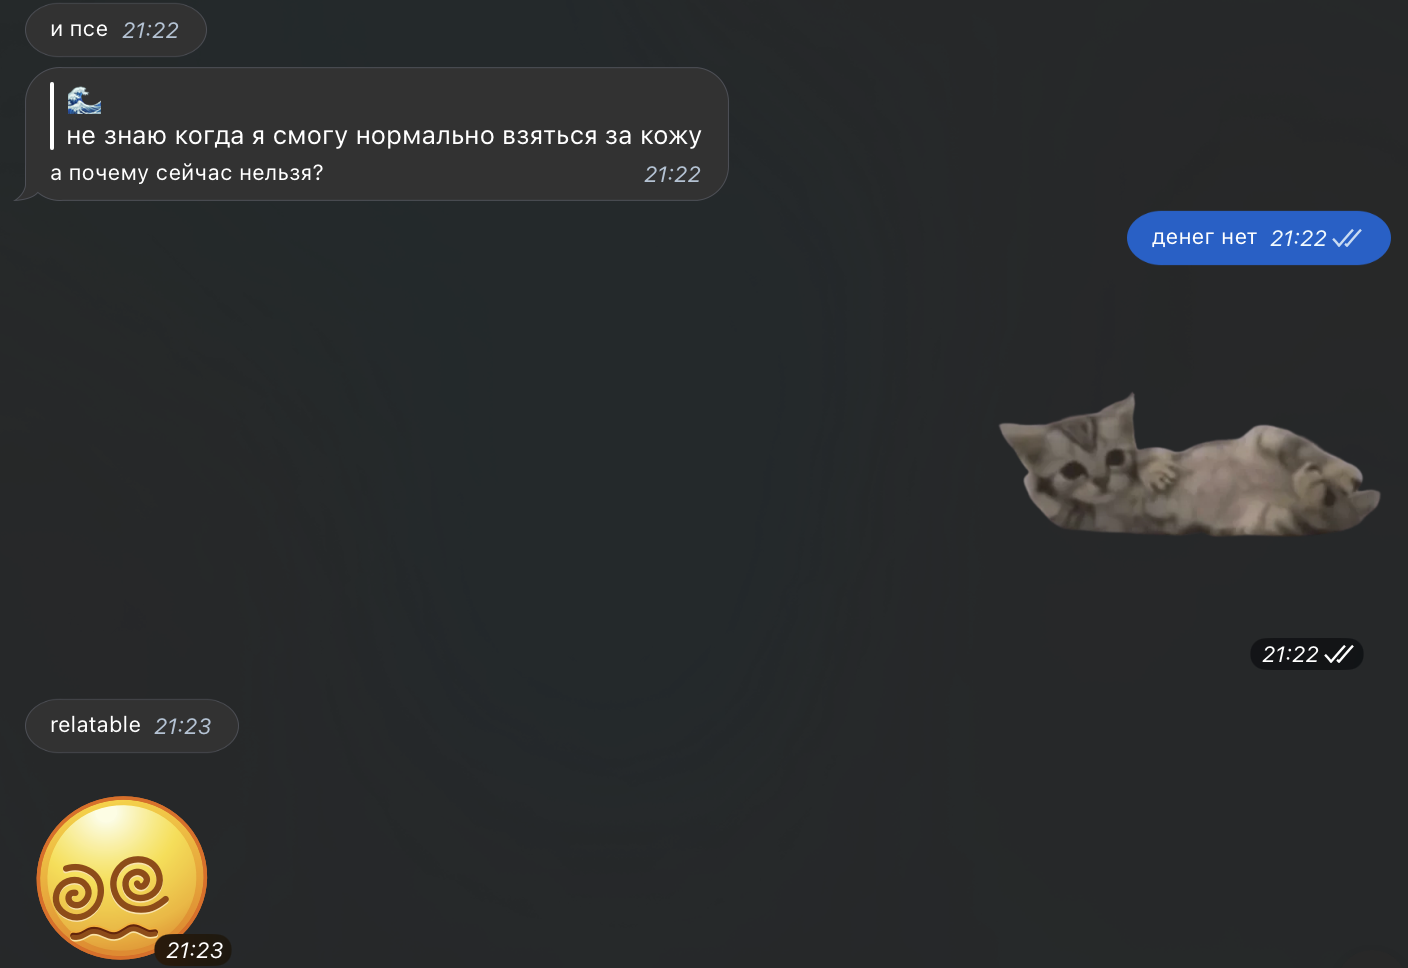 и псе 21:22
🌊
не знаю когда я смогу нормально взяться за кожу
а почему сейчас нельзя? 21:22
денег нет 21:22
21:22
relatable 21:23
21:23